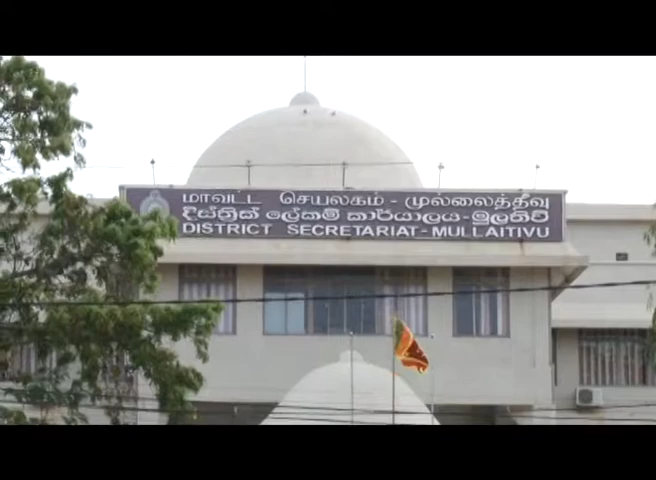 மாவட்ட செயலகம் - முல்லைத்தீவு
දිස්ත්‍රික් ලේකම් කාර්යාලය-මුලතිව්
DISTRICT SECRETARIAT-MULLAITIVU